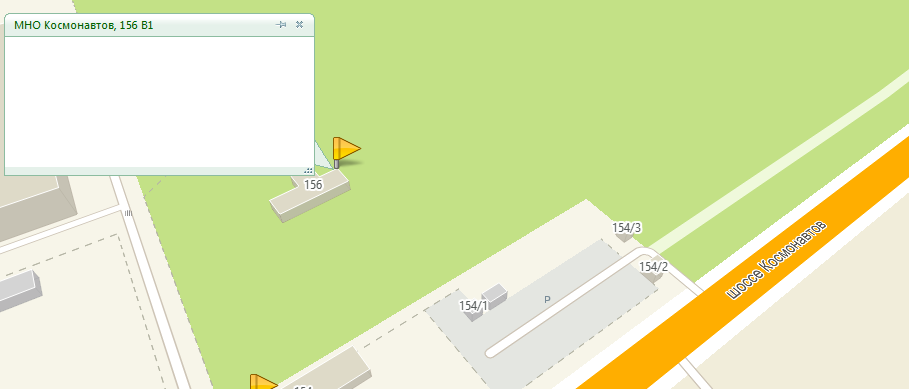 МНО Космонавтов, 156 В1
156
154/3
154/2
шоссе Космонавтов
154/1
P